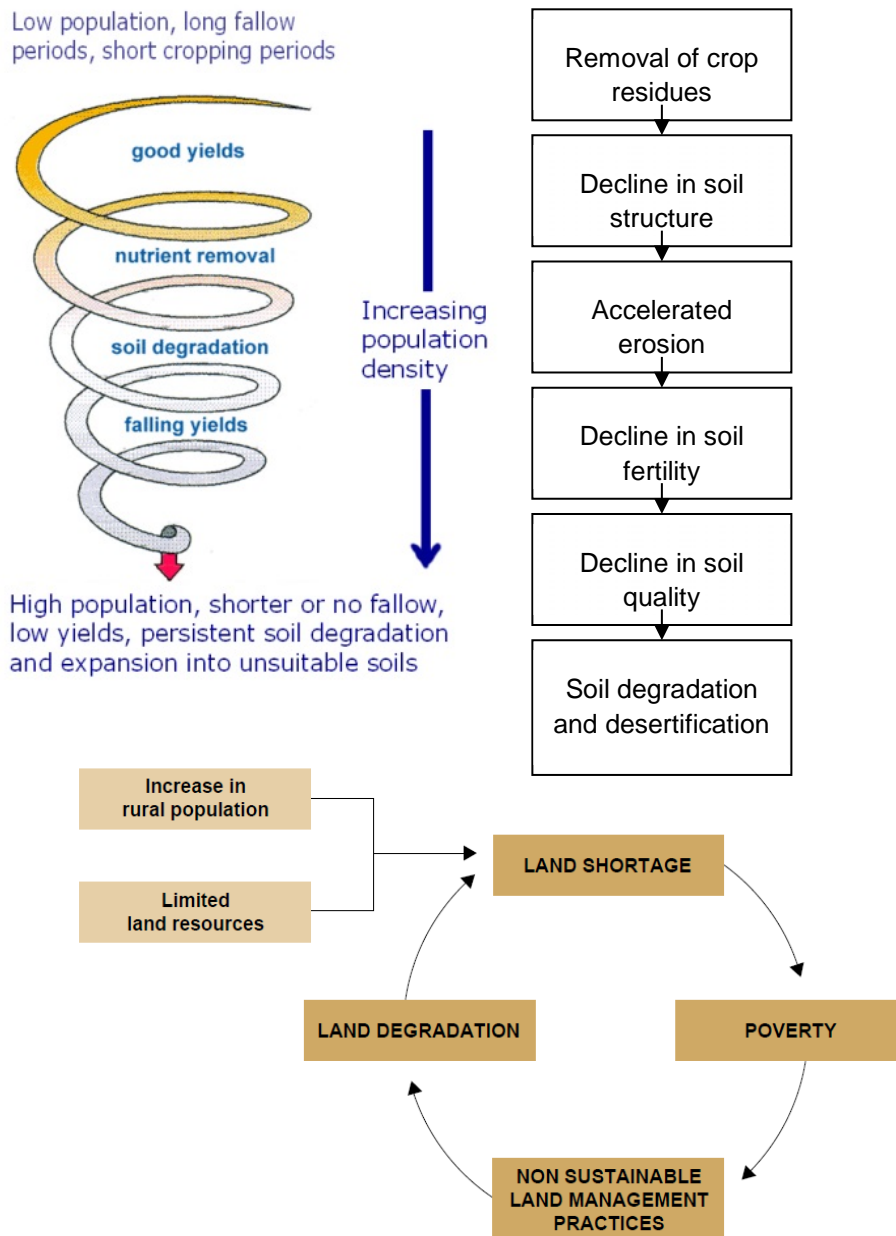 Low population, long fallow
periods, short cropping periods
good yields
nutrient removal
soil degradation
falling yields
Increasing
population
density
High population, shorter or no fallow,
low yields, persistent soil degradation
and expansion into unsuitable soils
Removal of crop
residues
Decline in soil
structure
Accelerated
erosion
Decline in soil
fertility
Decline in soil
quality
Soil degradation
and desertification
Increase in
rural population
Limited
land resources
LAND SHORTAGE
LAND DEGRADATION
POVERTY
NON SUSTAINABLE
LAND MANAGEMENT
PRACTICES